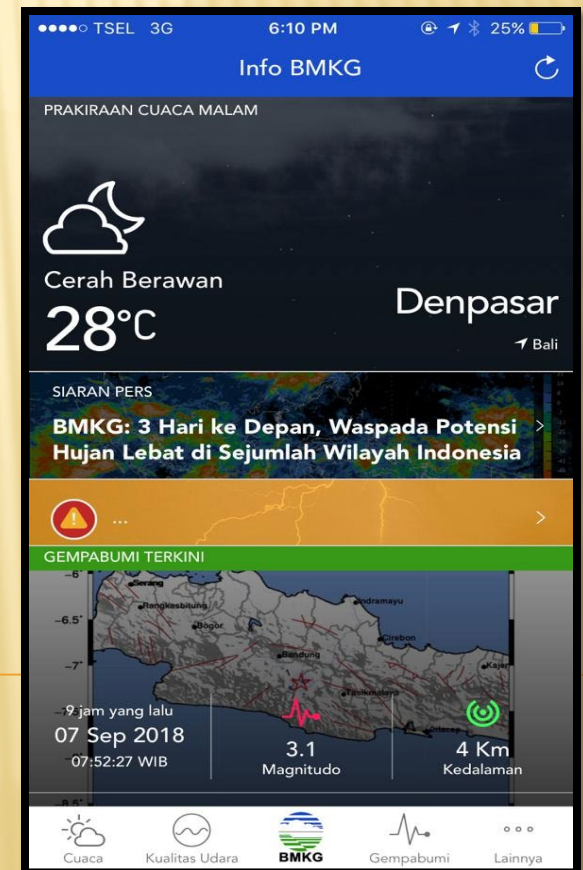 TSEL 3G 6:10 PM 25%
Info BMKG
PRAKIRAAN CUACA MALAM
Cerah Berawan
28°C
Denpasar
Bali
SIARAN PERS
BMKG: 3 Hari ke Depan, Waspada Potensi
Hujan Lebat di Sejumlah Wilayah Indonesia
...
GEMPABUMI TERKINI
-6°
Serang
Rangkasbitung
Indramayu
-6.5°
Bogor
Cirebon
Bandung
-7°
Tasikmalaya
9 jam yang lalu
07 Sep 2018
07:52:27 WIB
3.1
Magnitudo
4 Km
Kedalaman
-8.5°
Cuaca
Kualitas Udara
BMKG
Gempabumi
Lainnya